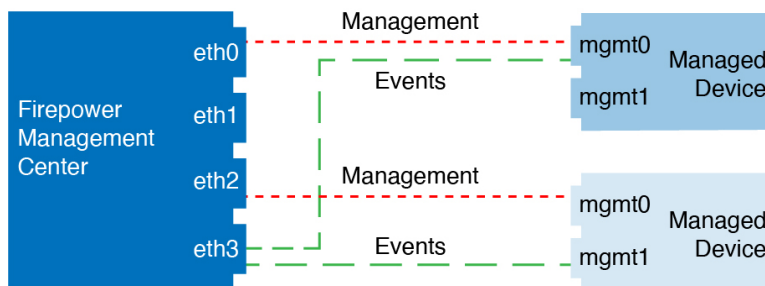 Firepower
Management
Center
eth0
eth1
eth2
eth3
Management
Events
Management
Events
mgmt0
mgmt1
Managed
Device
mgmt0
mgmt1
Managed
Device